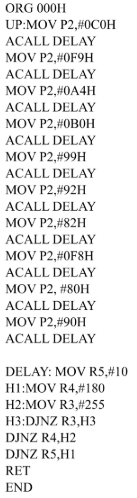 ORG 000H
UP:MOV P2,#0C0H
ACALL DELAY
MOV P2,#0F9H
ACALL DELAY
MOV P2,#0A4H
ACALL DELAY
MOV P2,#0B0H
ACALL DELAY
MOV P2,#99H
ACALL DELAY
MOV P2,#92H
ACALL DELAY
MOV P2,#82H
ACALL DELAY
MOV P2,#0F8H
ACALL DELAY
MOV P2, #80H
ACALL DELAY
MOV P2,#90H
ACALL DELAY
DELAY: MOV R5,#10
H1:MOV R4,#180
H2:MOV R3,#255
H3:DJNZ R3,H3
DJNZ R4,H2
DJNZ R5,H1
RET
END